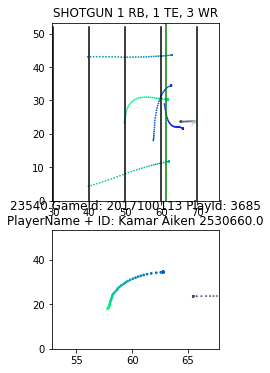 SHOTGUN 1 RB, 1 TE, 3 WR
50
40
30
20
10
0
30 40 50 60 70
23540 GameId: 2017100113 PlayId: 3685
PlayerName + ID: Kamar Aiken 2530660.0
40
20
0
55 60 65